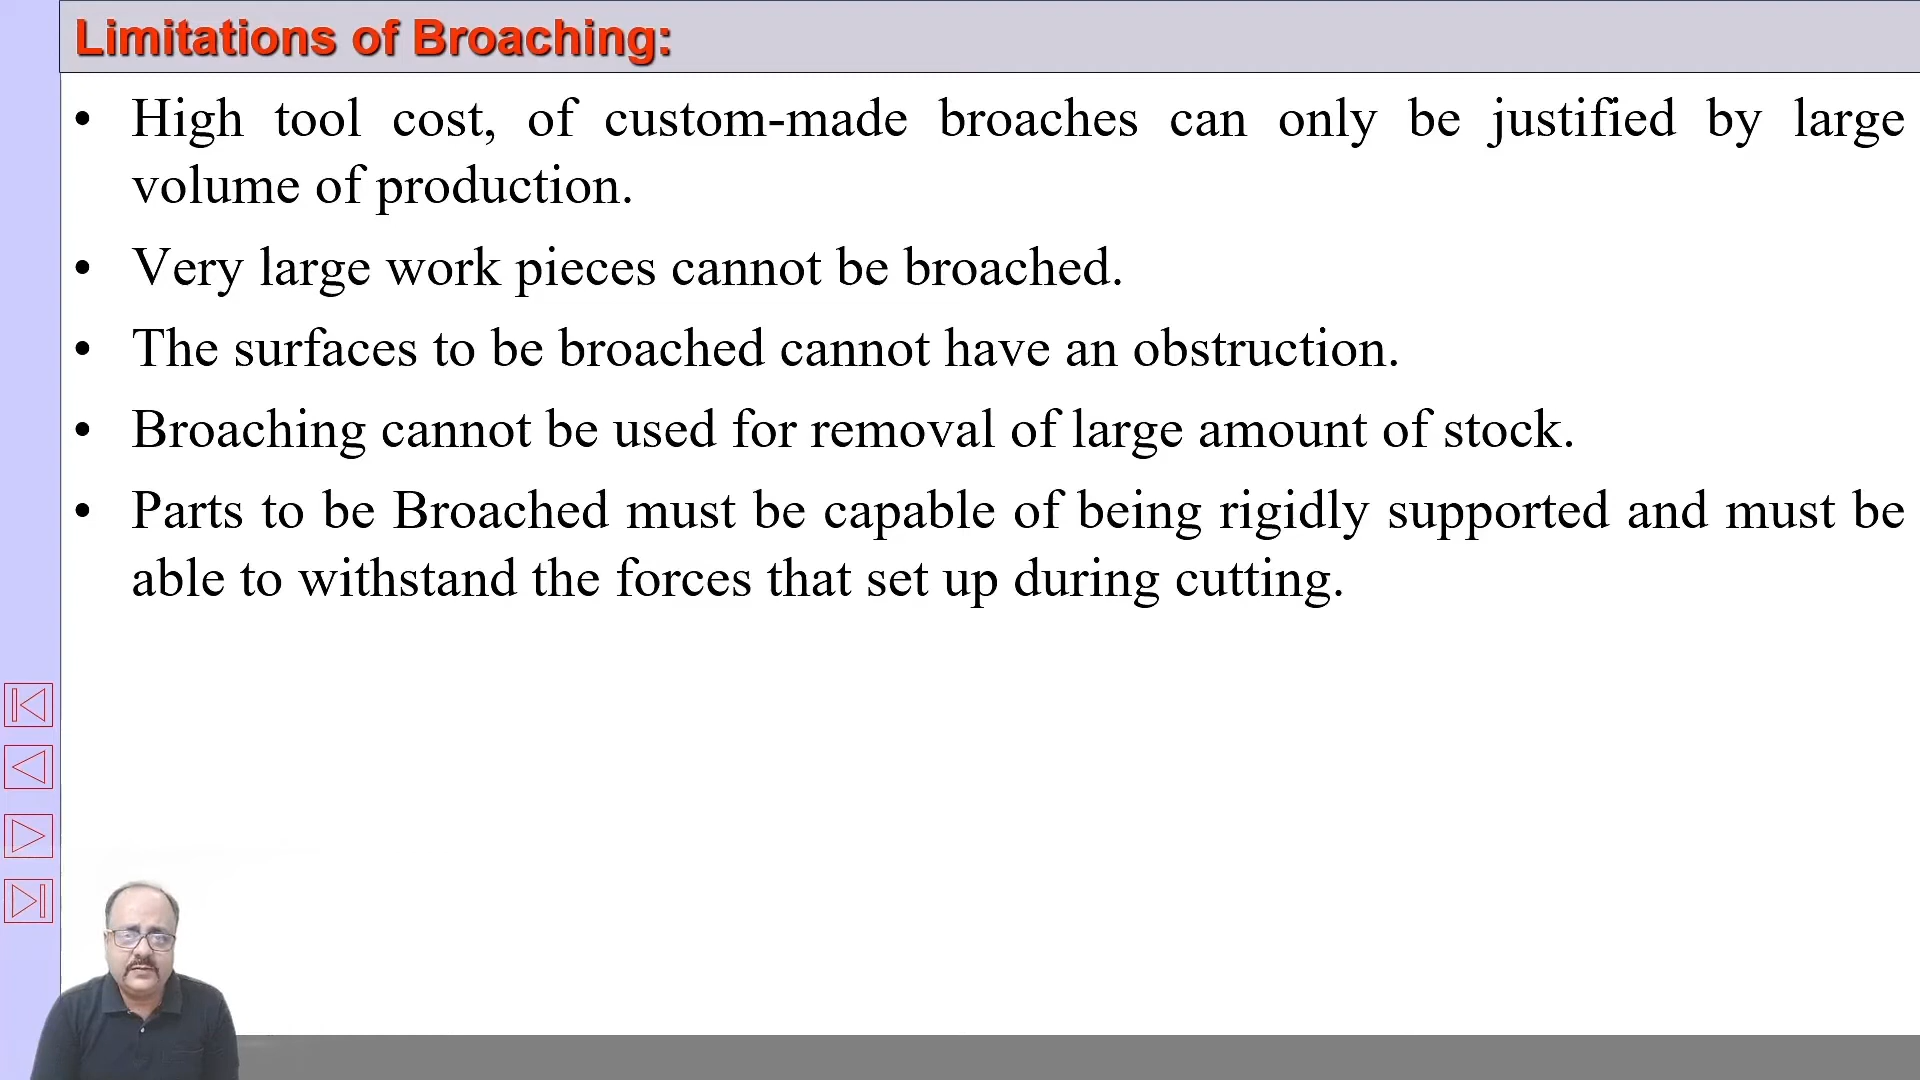 Limitations of Broaching:
• High tool cost, of custom-made broaches can only be justified by large
volume of production.
• Very large work pieces cannot be broached.
• The surfaces to be broached cannot have an obstruction.
• Broaching cannot be used for removal of large amount of stock.
• Parts to be Broached must be capable of being rigidly supported and must be
able to withstand the forces that set up during cutting.